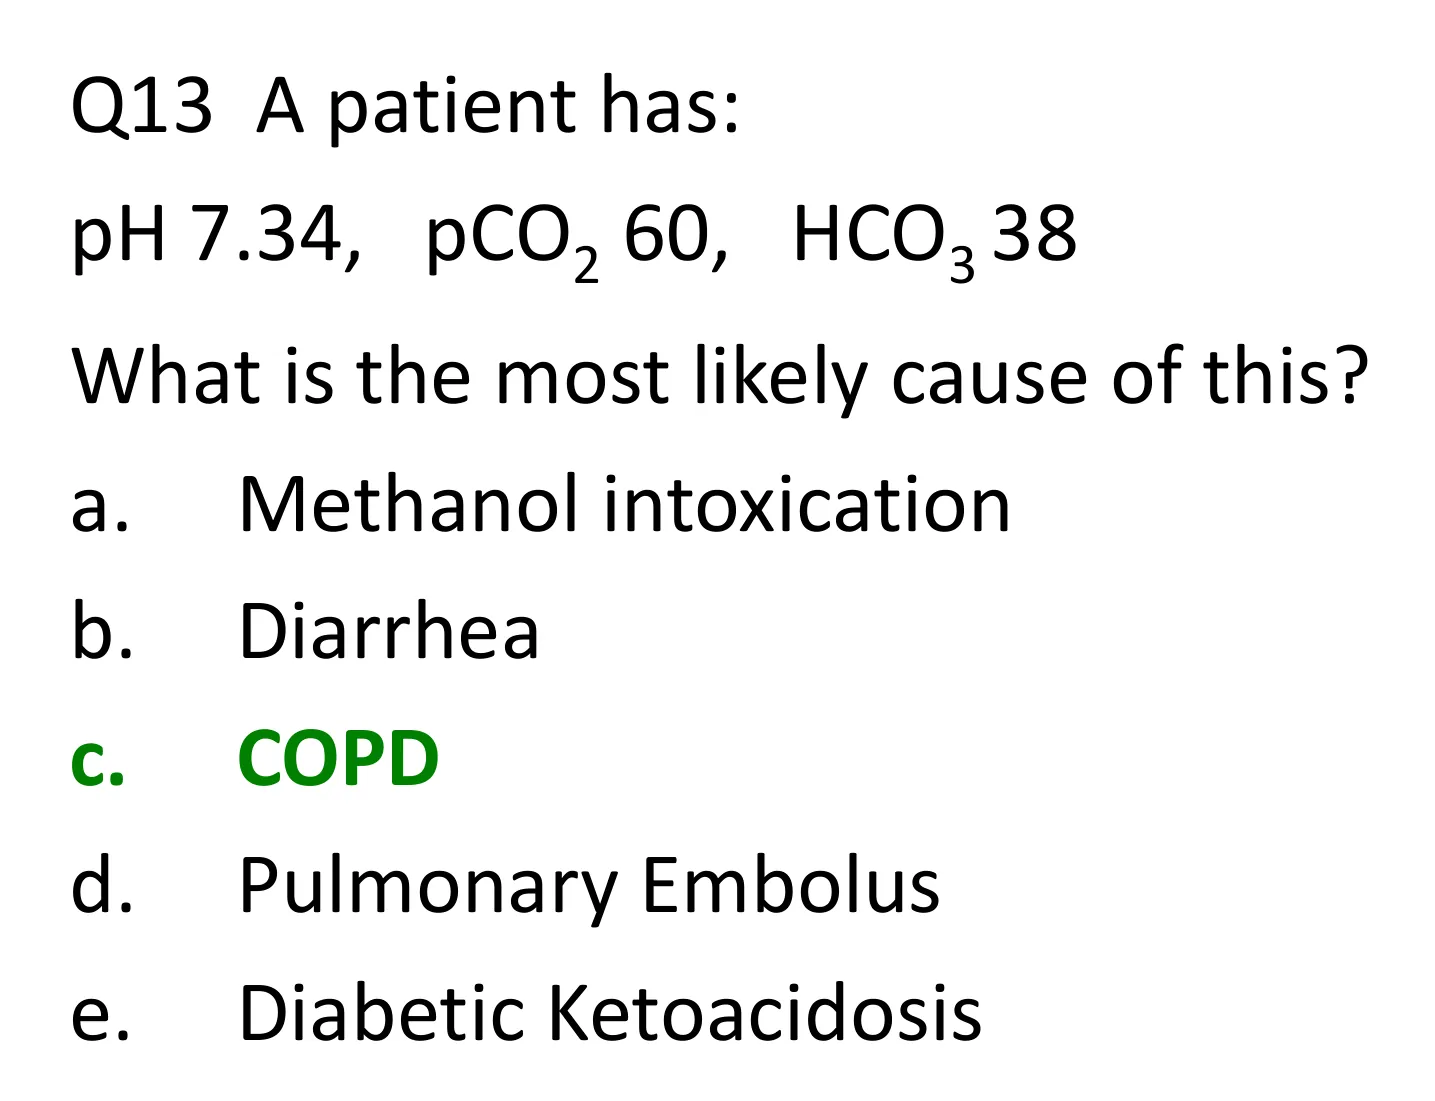 Q13 A patient has:
pH 7.34, pCO₂ 60, HCO₃ 38
What is the most likely cause of this?
a. Methanol intoxication
b. Diarrhea
c. COPD
d. Pulmonary Embolus
e. Diabetic Ketoacidosis